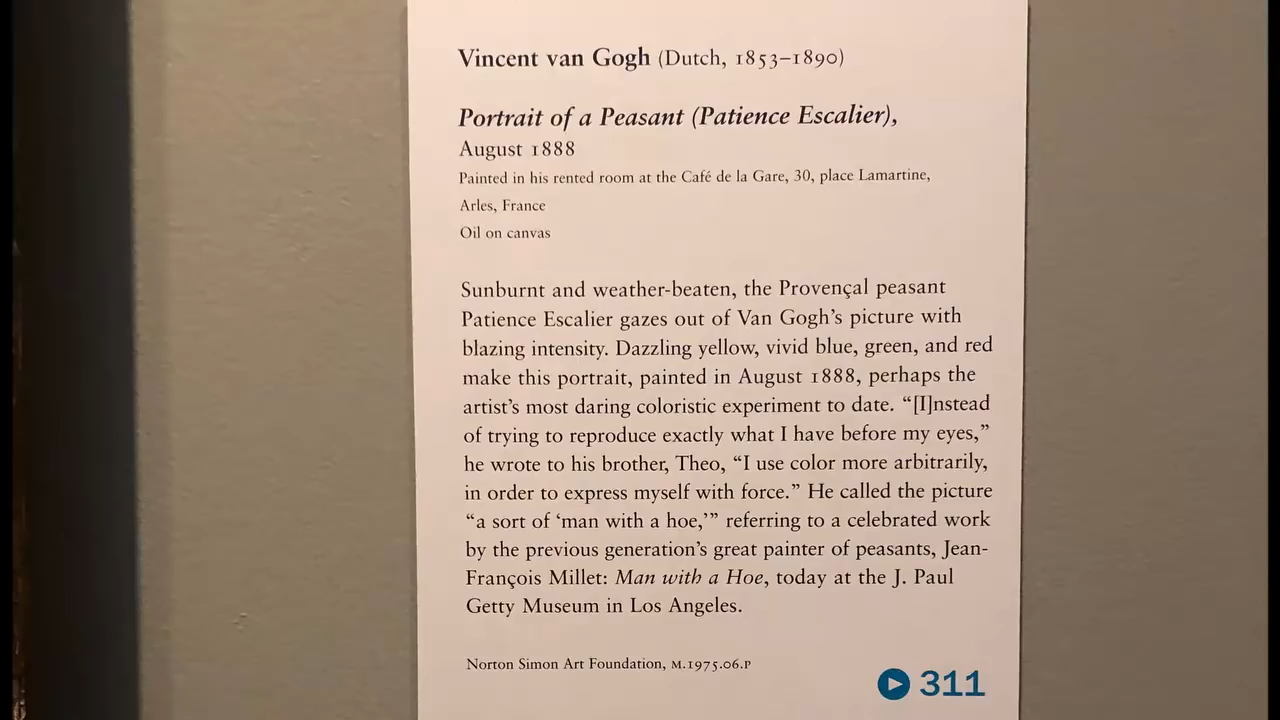 Vincent van Gogh (Dutch, 1853–1890)
Portrait of a Peasant (Patience Escalier),
August 1888
Painted in his rented room at the Café de la Gare, 30, place Lamartine,
Arles, France
Oil on canvas
Sunburnt and weather-beaten, the Provençal peasant
Patience Escalier gazes out of Van Gogh’s picture with
blazing intensity. Dazzling yellow, vivid blue, green, and red
make this portrait, painted in August 1888, perhaps the
artist’s most daring coloristic experiment to date. “[I]nstead
of trying to reproduce exactly what I have before my eyes,”
he wrote to his brother, Theo, “I use color more arbitrarily,
in order to express myself with force.” He called the picture
“a sort of ‘man with a hoe,’” referring to a celebrated work
by the previous generation’s great painter of peasants, Jean-
François Millet: Man with a Hoe, today at the J. Paul
Getty Museum in Los Angeles.
Norton Simon Art Foundation, M.1975.06.P
311